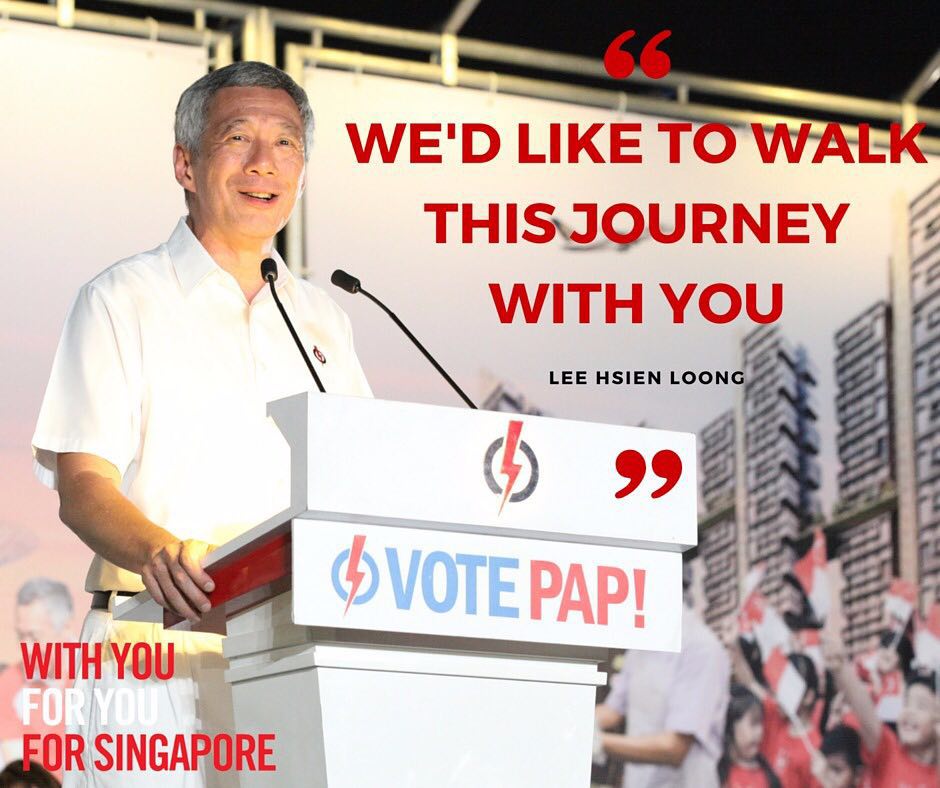 “
WE'D LIKE TO WALK
THIS JOURNEY
WITH YOU
LEE HSIEN LOONG
”
VOTE PAP!
WITH YOU
FOR YOU
FOR SINGAPORE